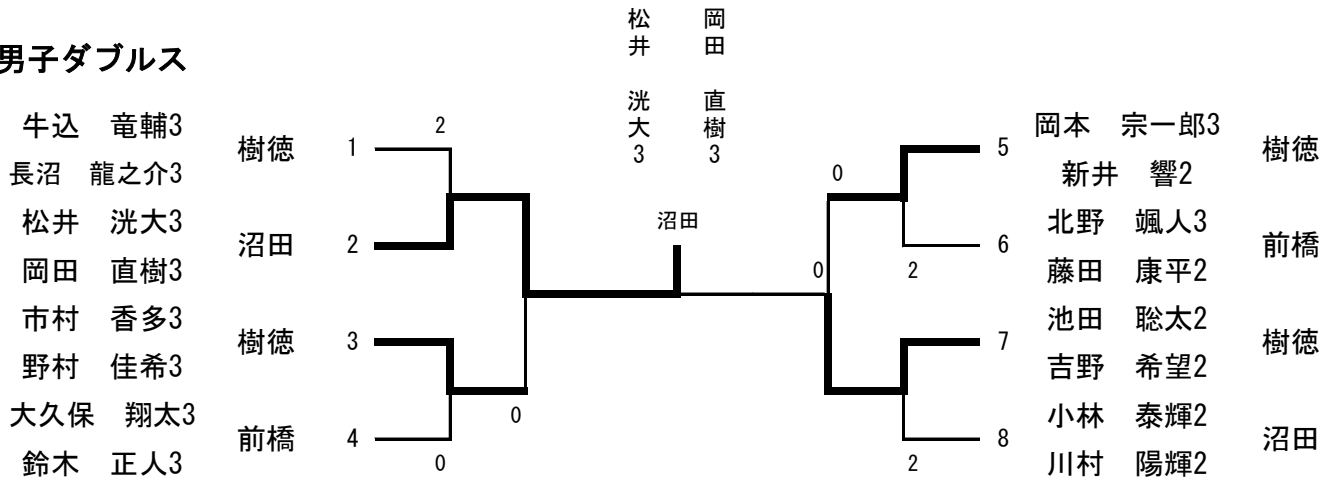 男子ダブルス
松井 洸大3
岡田 直樹3
沼田
牛込 竜輔3
長沼 龍之介3
樹徳 1
2
松井 洸大3
岡田 直樹3
沼田 2
市村 香多3
野村 佳希3
樹徳 3
0
大久保 翔太3
鈴木 正人3
前橋 4
0
0
0
岡本 宗一郎3
新井 響2
5 樹徳
北野 颯人3
藤田 康平2
6 前橋
2
池田 聡太2
吉野 希望2
7 樹徳
小林 泰輝2
川村 陽輝2
8 沼田
2